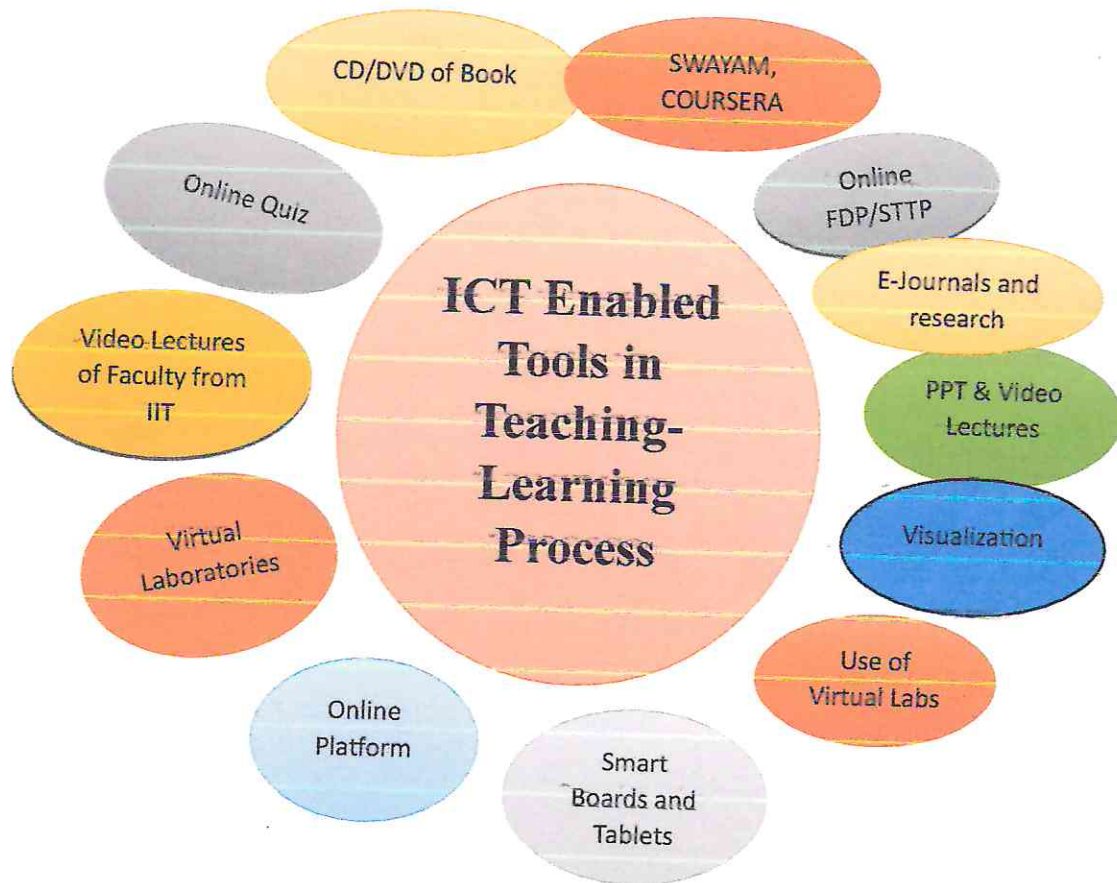 CD/DVD of Book
SWAYAM,
COURSERA
Online
FDP/STTP
E-Journals and
research
PPT & Video
Lectures
Visualization
Use of
Virtual Labs
Smart
Boards and
Tablets
Online
Platform
Virtual
Laboratories
Video Lectures
of Faculty from
IIT
Online Quiz
ICT Enabled
Tools in
Teaching-
Learning
Process